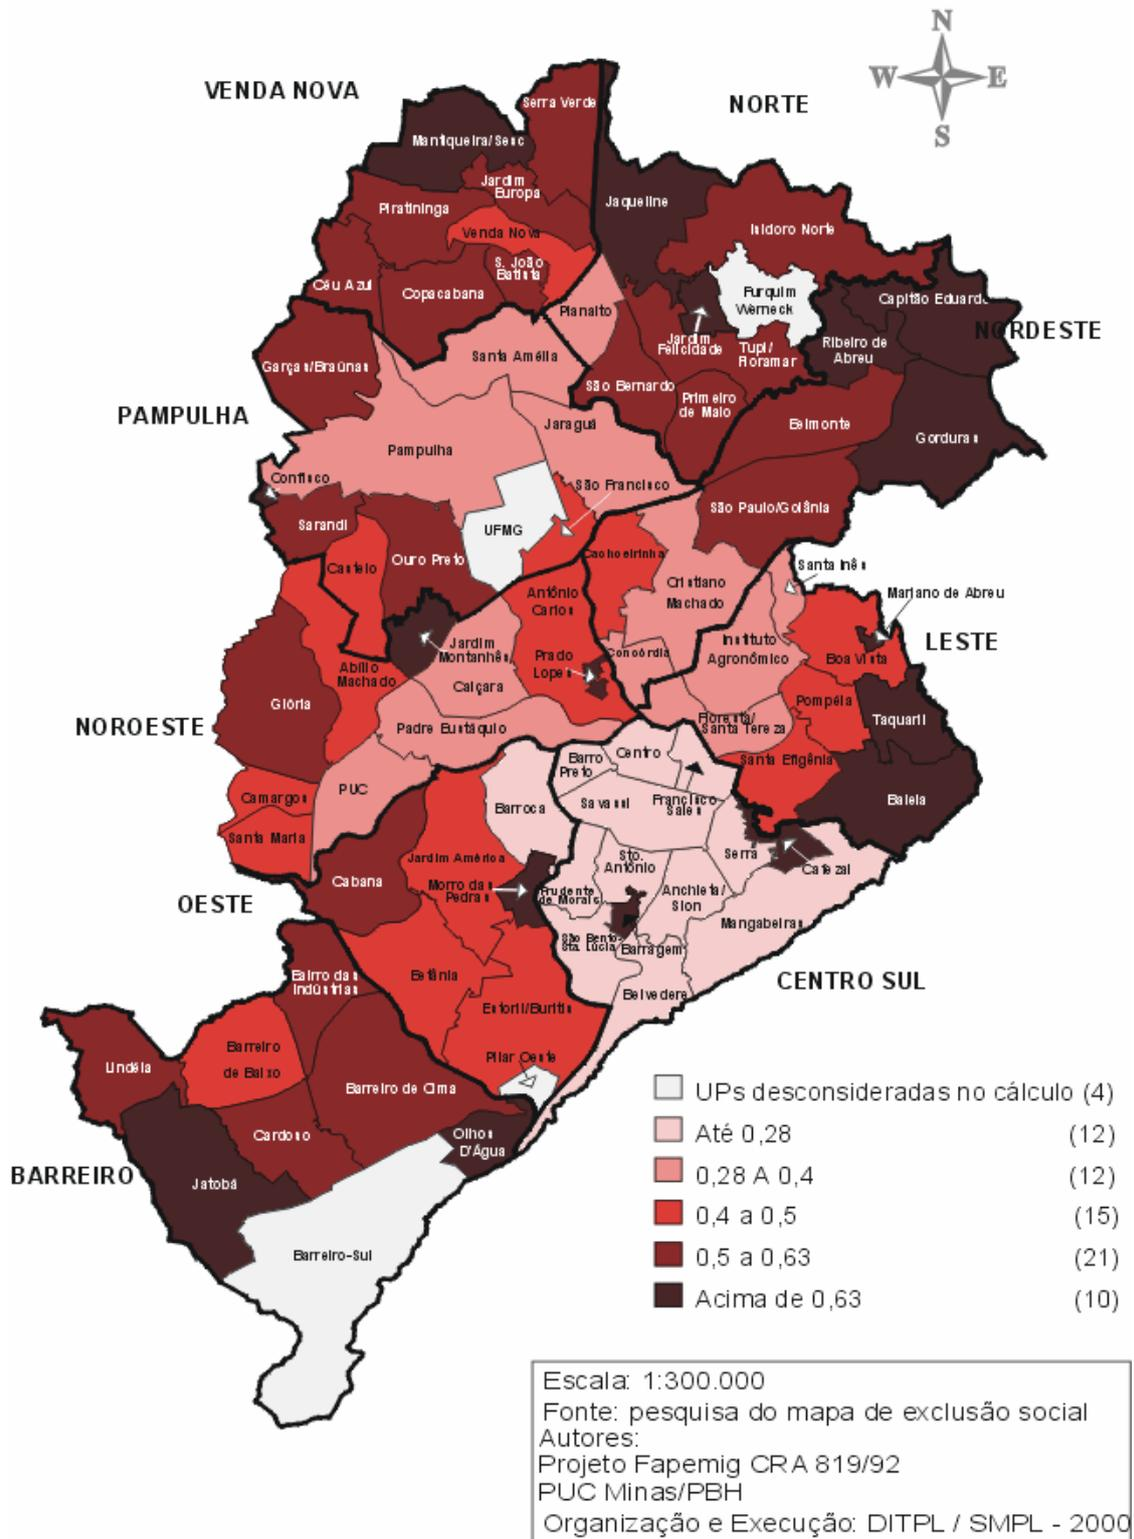 N
W E
S
VENDA NOVA
NORTE
Serra Verde
Mantiqueira/Sesc
Jardim
Europa
Jaqueline
Piratininga
Isidoro Norte
Venda Nova
S. João
Batista
Céu Azul
Copacabana
Furquim
Werneck
Capitão Eduardo
NORDESTE
Planalto
Jardim
Felicidade
Tupi/
Floramar
Ribeiro de
Abreu
Garças/Braúnas
Santa Amélia
São Bernardo
Primeiro
de Maio
PAMPULHA
Jaraguá
Belmonte
Gorduras
Pampulha
Confisco
São Francisco
Sarandi
São Paulo/Goiânia
UFMG
Castelo
Ouro Preto
Cachoeirinha
Santa Inês
Cristiano
Machado
Antônio
Carlos
Mariano de Abreu
LESTE
Jardim
Montanhês
Instituto
Agronômico
Concórdia
Prado
Lopes
Boa Vista
Abílio
Machado
Caiçara
Glória
Pompéia
Taquaril
NOROESTE
Padre Eustáquio
Floresta/
Santa Tereza
Barro
Preto
Centro
Santa Efigênia
PUC
Camargos
Barroca
Savassi
Francisco
Sales
Baleia
Santa Maria
Jardim América
Sto.
Antônio
Serra
Cafezal
Cabana
Morro das
Pedras
Prudente
de Morais
Anchieta/
Sion
OESTE
Mangabeiras
São Bento-
Sta. Lúcia
Barragem
Bairro das
Indústrias
Betânia
CENTRO SUL
Belvedere
Estoril/Buritis
Barreiro
de Baixo
Pilar Oeste
Lindéia
Barreiro de Cima
Cardoso
Olhos
D'Água
BARREIRO
Jatobá
Barreiro-Sul
UPs desconsideradas no cálculo (4)
Até 0,28 (12)
0,28 A 0,4 (12)
0,4 a 0,5 (15)
0,5 a 0,63 (21)
Acima de 0,63 (10)
Escala: 1:300.000
Fonte: pesquisa do mapa de exclusão social
Autores:
Projeto Fapemig CRA 819/92
PUC Minas/PBH
Organização e Execução: DITPL / SMPL - 2000